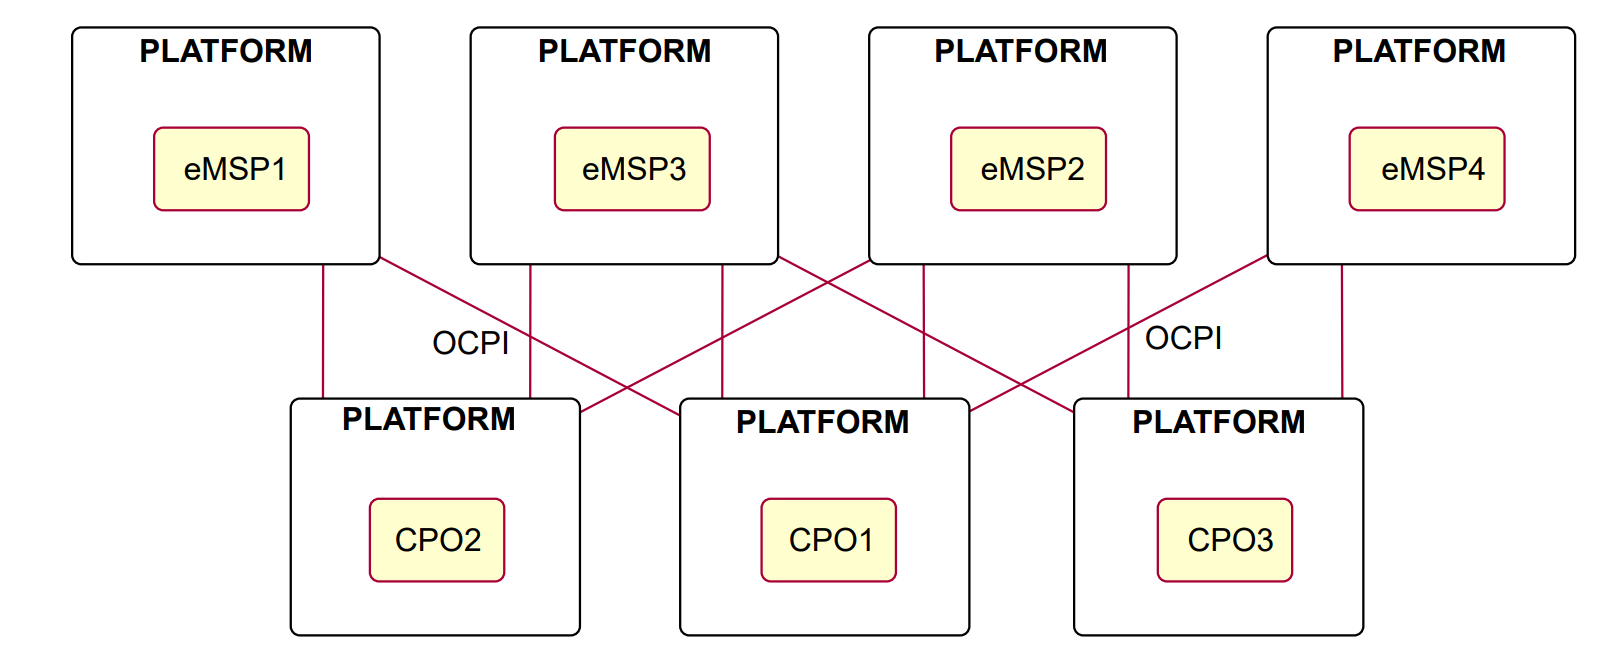 PLATFORM
PLATFORM
PLATFORM
PLATFORM
eMSP1
eMSP3
eMSP2
eMSP4
OCPI
OCPI
PLATFORM
PLATFORM
PLATFORM
CPO2
CPO1
CPO3